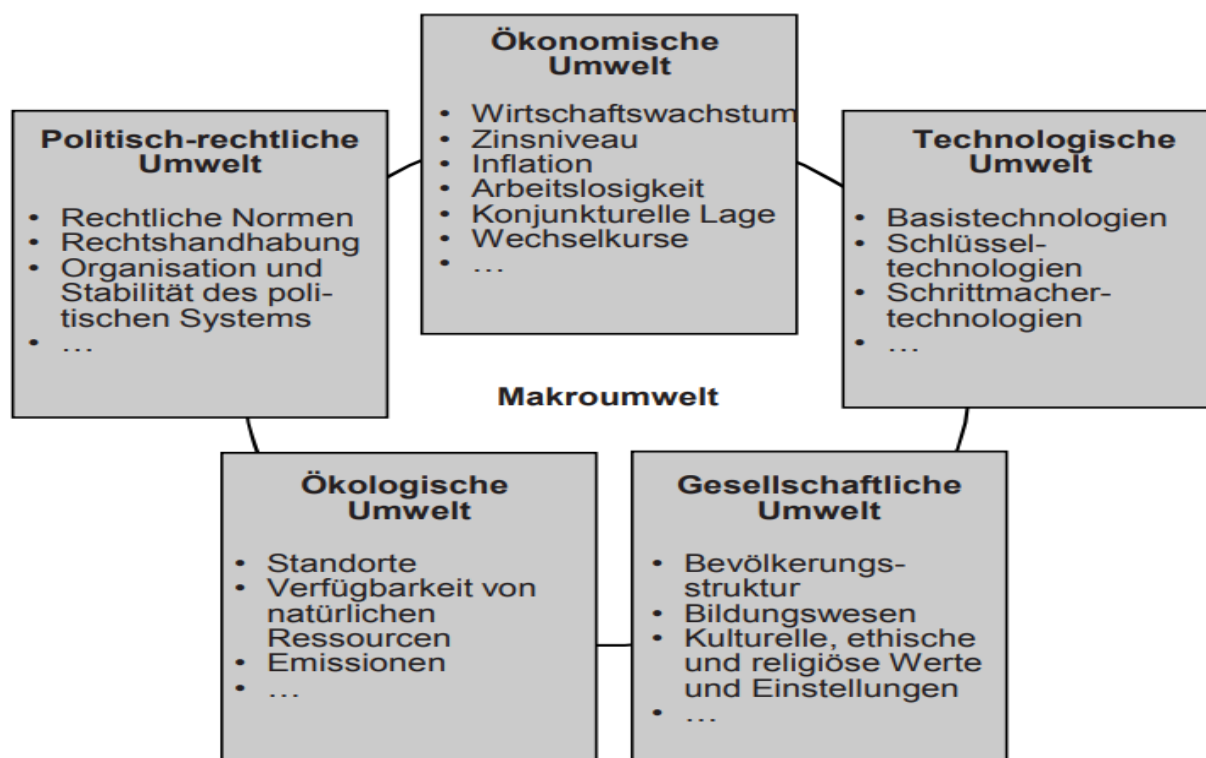 Ökonomische
Umwelt
• Wirtschaftswachstum
• Zinsniveau
• Inflation
• Arbeitslosigkeit
• Konjunkturelle Lage
• Wechselkurse
• ...
Politisch-rechtliche
Umwelt
• Rechtliche Normen
• Rechtshandhabung
• Organisation und
Stabilität des poli-
tischen Systems
• ...
Technologische
Umwelt
• Basistechnologien
• Schlüssel-
technologien
• Schrittmacher-
technologien
• ...
Makroumwelt
Ökologische
Umwelt
• Standorte
• Verfügbarkeit von
natürlichen
Ressourcen
• Emissionen
• ...
Gesellschaftliche
Umwelt
• Bevölkerungs-
struktur
• Bildungswesen
• Kulturelle, ethische
und religiöse Werte
und Einstellungen
• ...